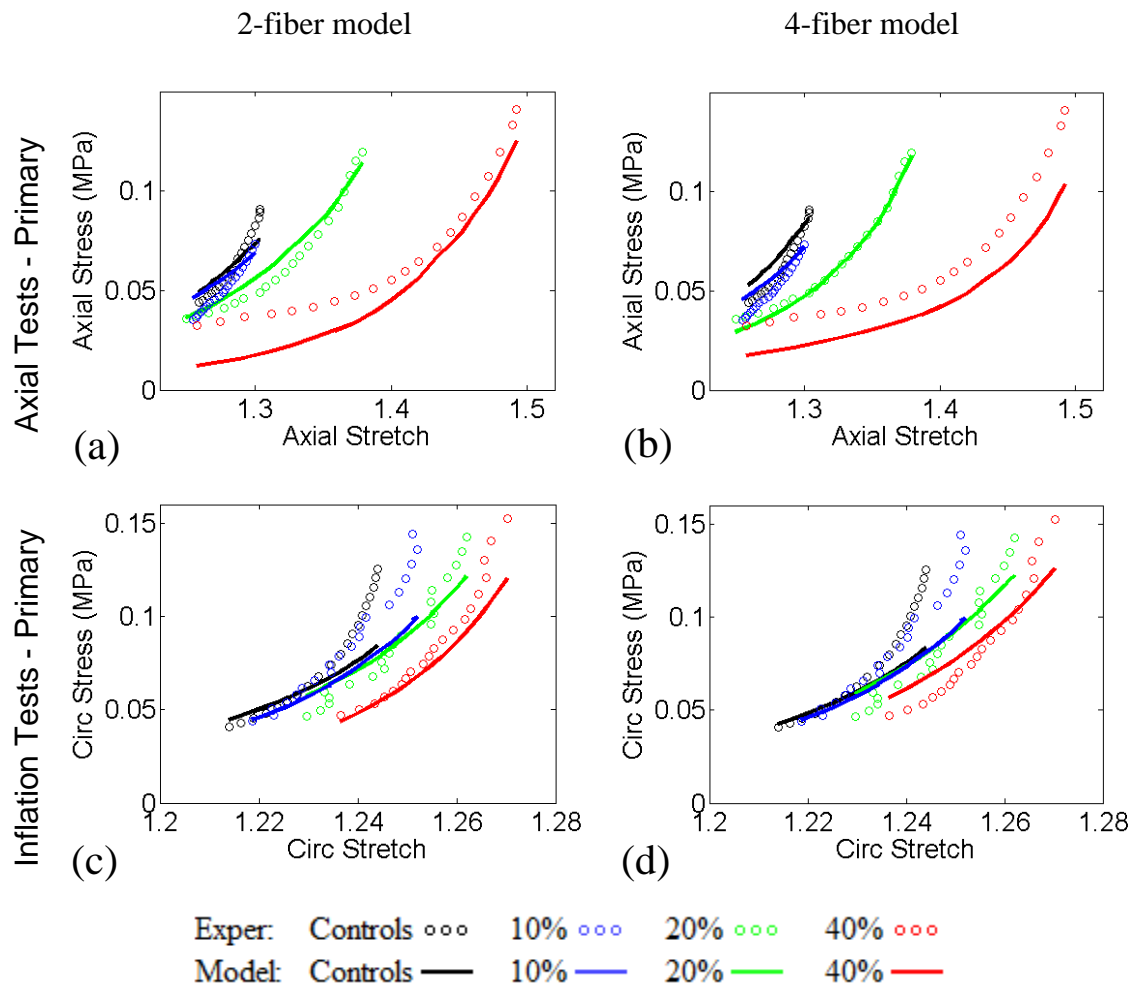 2-fiber model
4-fiber model
Axial Tests - Primary
Axial Stress (MPa)
0.1
0.05
0
1.3
1.4
1.5
Axial Stretch
(a)
Axial Stress (MPa)
0.1
0.05
0
1.3
1.4
1.5
Axial Stretch
(b)
Inflation Tests - Primary
Circ Stress (MPa)
0.15
0.1
0.05
0
1.2
1.22
1.24
1.26
1.28
Circ Stretch
(c)
Circ Stress (MPa)
0.15
0.1
0.05
0
1.2
1.22
1.24
1.26
1.28
Circ Stretch
(d)
Exper: Controls 10% 20% 40%
Model: Controls 10% 20% 40%